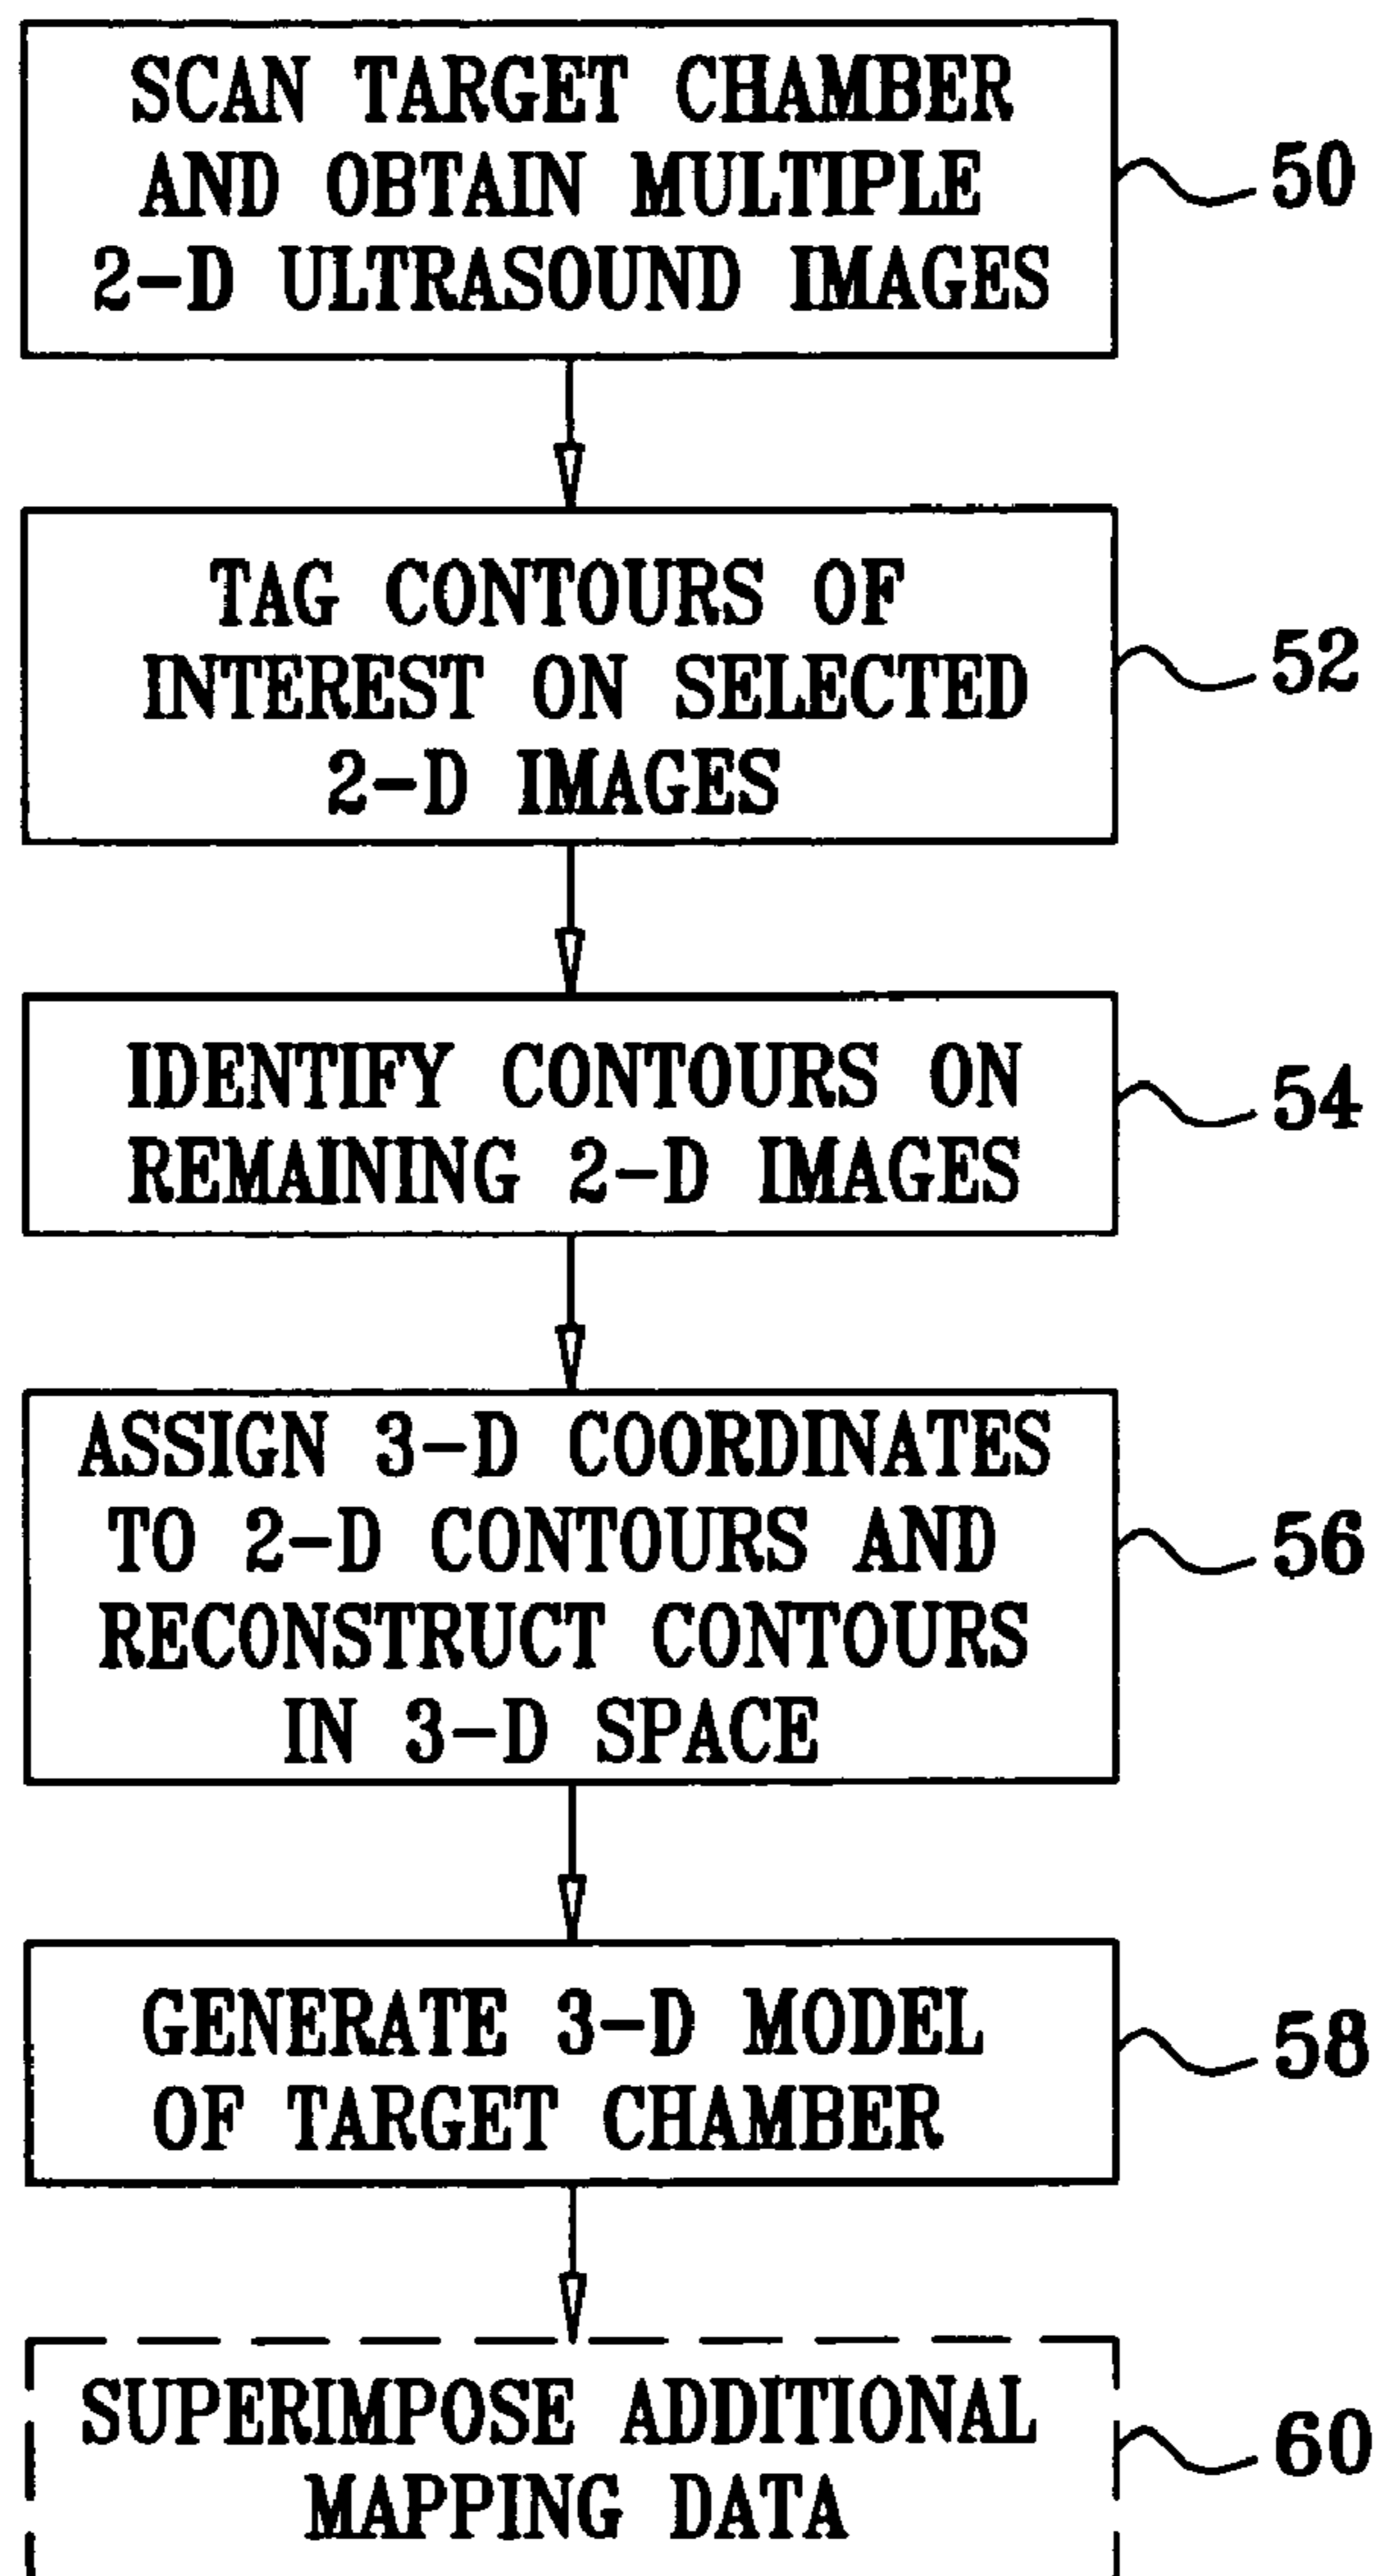 SCAN TARGET CHAMBER
AND OBTAIN MULTIPLE
2-D ULTRASOUND IMAGES
50
TAG CONTOURS OF
INTEREST ON SELECTED
2-D IMAGES
52
IDENTIFY CONTOURS ON
REMAINING 2-D IMAGES
54
ASSIGN 3-D COORDINATES
TO 2-D CONTOURS AND
RECONSTRUCT CONTOURS
IN 3-D SPACE
56
GENERATE 3-D MODEL
OF TARGET CHAMBER
58
SUPERIMPOSE ADDITIONAL
MAPPING DATA
60